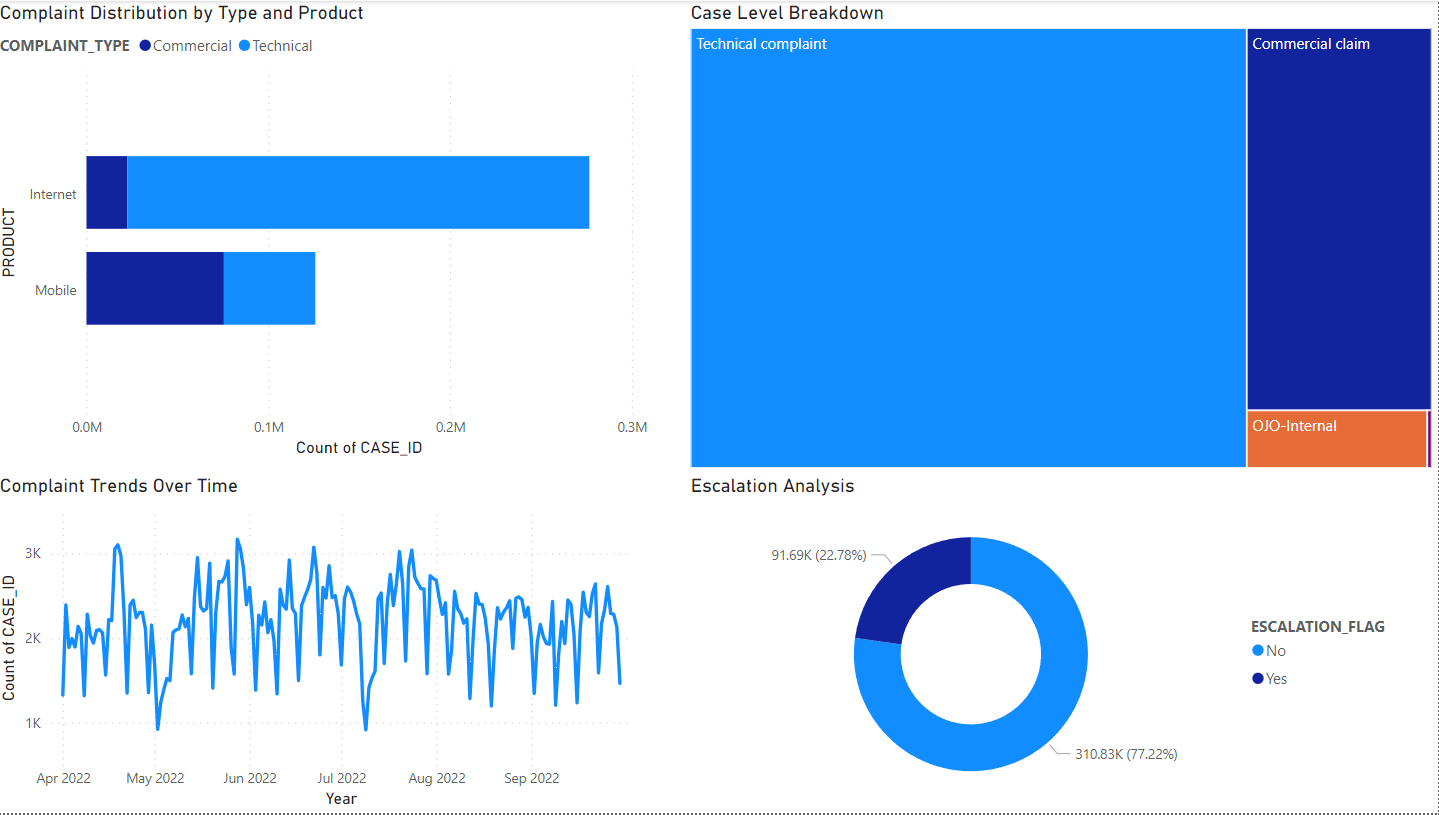 Complaint Distribution by Type and Product
COMPLAINT_TYPE Commercial Technical
PRODUCT
Internet
Mobile
0.0M 0.1M 0.2M 0.3M
Count of CASE_ID
Case Level Breakdown
Technical complaint
Commercial claim
OJO-Internal
Complaint Trends Over Time
Count of CASE_ID
3K
2K
1K
Apr 2022 May 2022 Jun 2022 Jul 2022 Aug 2022 Sep 2022
Year
Escalation Analysis
91.69K (22.78%)
310.83K (77.22%)
ESCALATION_FLAG
No
Yes